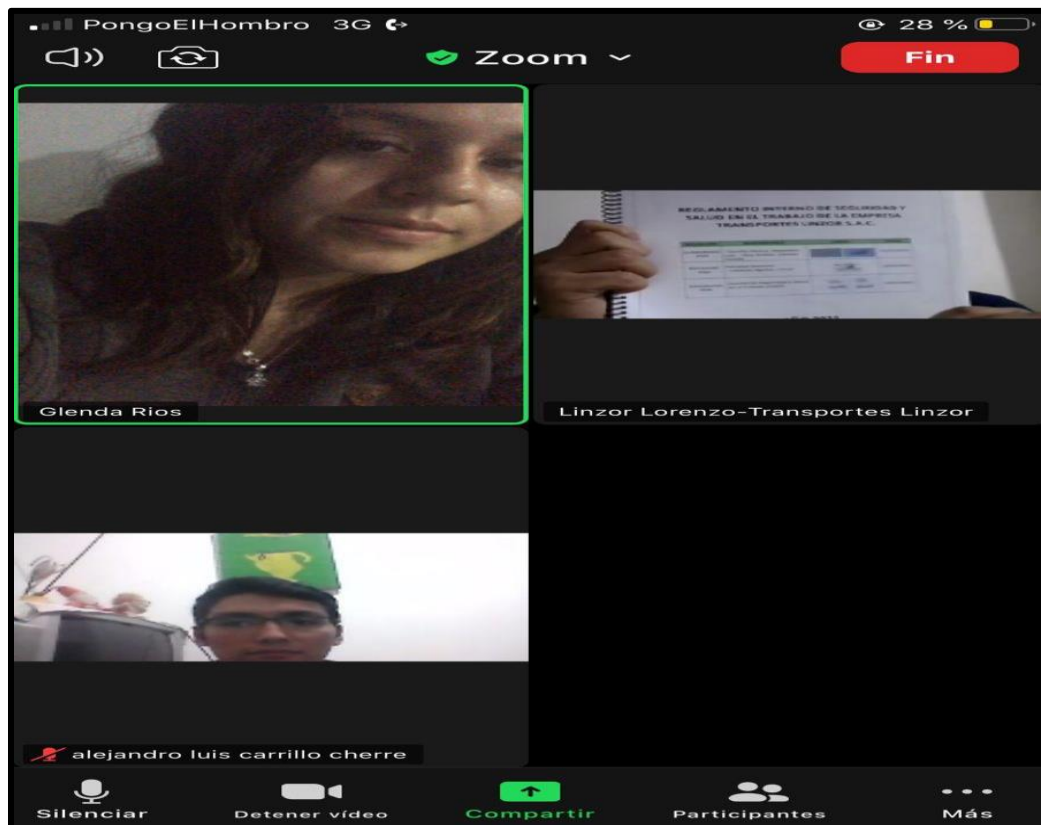 PongoElHombro 3G 28 %
Zoom Fin
Glenda Rios
REGLAMENTO INTERNO DE SEGURIDAD Y
SALUD EN EL TRABAJO DE LA EMPRESA
TRANSPORTES LINZOR S.A.C.
Linzor Lorenzo-Transportes Linzor
alejandro luis carrillo cherre
Silenciar Detener vídeo Compartir Participantes Más